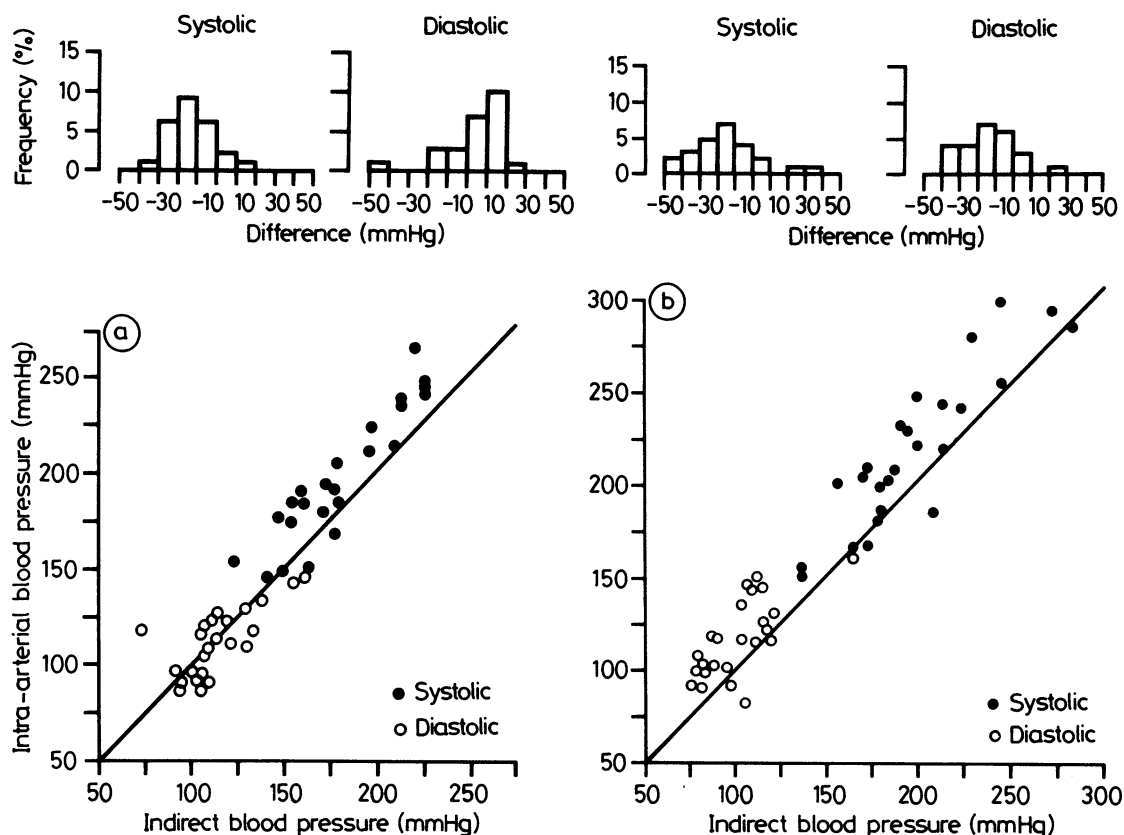 Systolic
Diastolic
Frequency (%)
15
10
5
0
-50 -30 -10 10 30 50
-50 -30 -10 10 30 50
Difference (mmHg)
Systolic
Diastolic
15
10
5
0
-50 -30 -10 10 30 50
-50 -30 -10 10 30 50
Difference (mmHg)
a
Intra-arterial blood pressure (mmHg)
250
200
150
100
50
Systolic
Diastolic
50 100 150 200 250
Indirect blood pressure (mmHg)
b
300
250
200
150
100
50
Systolic
Diastolic
50 100 150 200 250 300
Indirect blood pressure (mmHg)